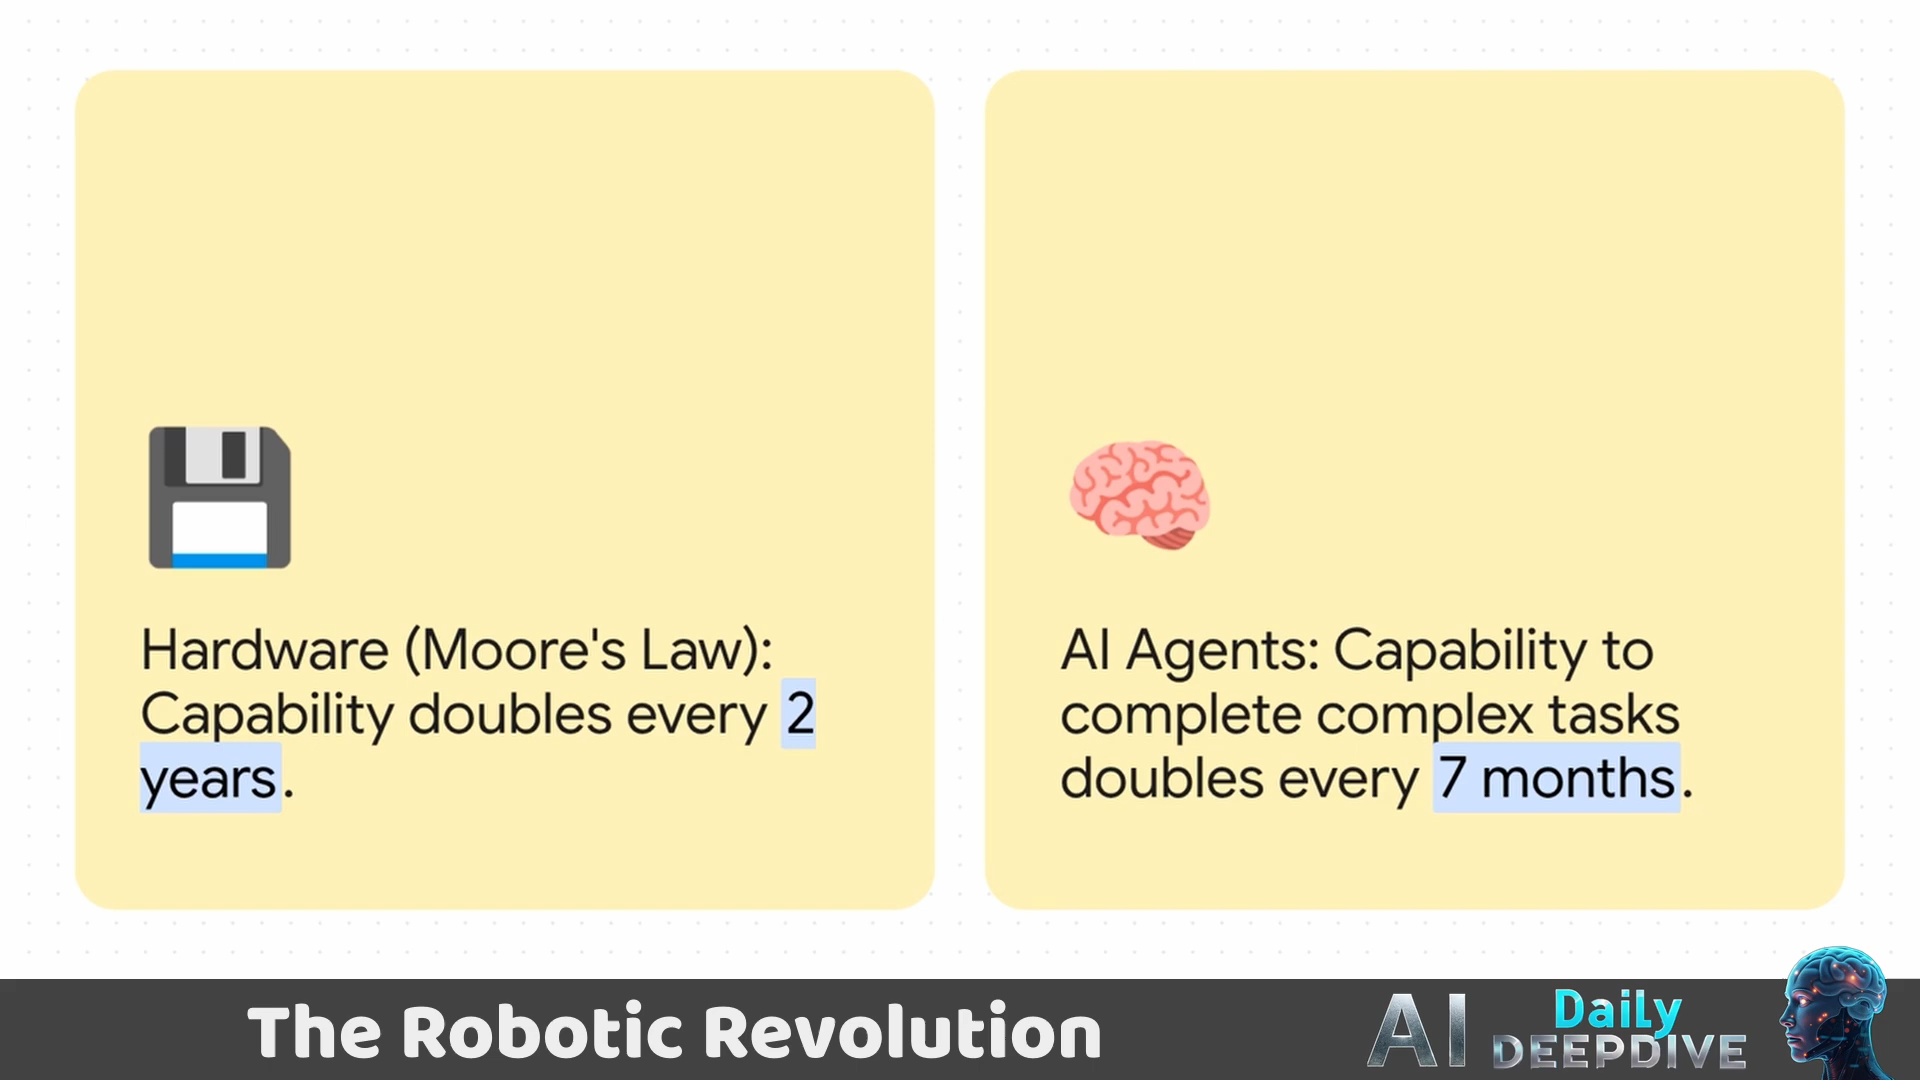 Hardware (Moore's Law):
Capability doubles every 2
years.
AI Agents: Capability to
complete complex tasks
doubles every 7 months.
The Robotic Revolution
AI Daily
DEEPDIVE